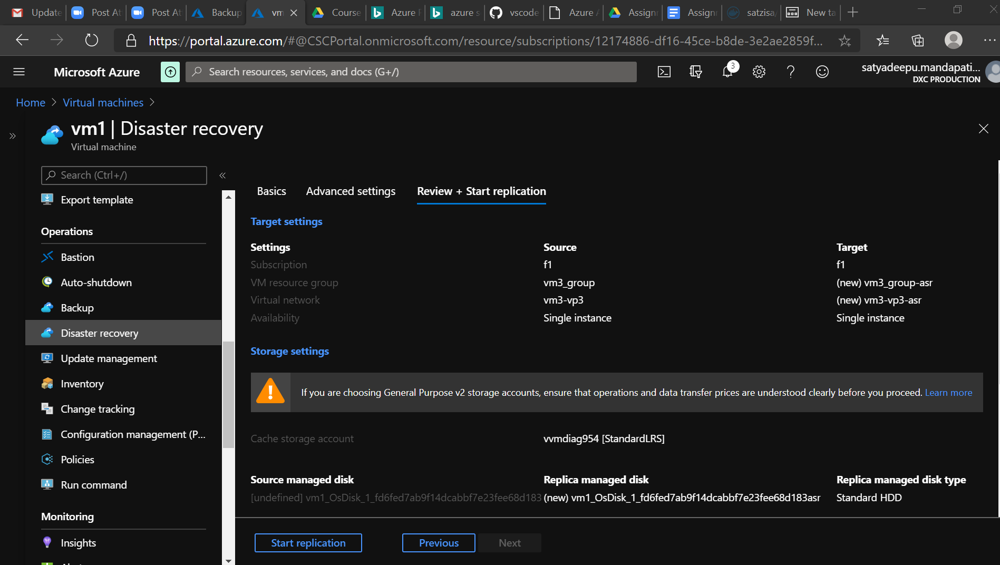 Update
Post At
Post At
Backup
vm
Course
Azure
azure s
vscode
Azure
Assign
Assign
satzisa
New ta
https://portal.azure.com/#@CSCPortal.onmicrosoft.com/resource/subscriptions/12174886-df16-45ce-b8de-3e2ae2859f...
Microsoft Azure
Search resources, services, and docs (G+/)
3
satyadeepu.mandapati...
DXC PRODUCTION
Home > Virtual machines >
vm1 | Disaster recovery
Virtual machine
Search (Ctrl+/)
Export template
Operations
Bastion
Auto-shutdown
Backup
Disaster recovery
Update management
Inventory
Change tracking
Configuration management (P...
Policies
Run command
Monitoring
Insights
Basics Advanced settings Review + Start replication
Target settings
Settings Source Target
Subscription f1 f1
VM resource group vm3_group (new) vm3_group-asr
Virtual network vm3-vp3 (new) vm3-vp3-asr
Availability Single instance Single instance
Storage settings
If you are choosing General Purpose v2 storage accounts, ensure that operations and data transfer prices are understood clearly before you proceed. Learn more
Cache storage account vvmdiag954 [StandardLRS]
Source managed disk Replica managed disk Replica managed disk type
[undefined] vm1_OsDisk_1_fd6fed7ab9f14dcabbf7e23fee68d183 (new) vm1_OsDisk_1_fd6fed7ab9f14dcabbf7e23fee68d183asr Standard HDD
Start replication Previous Next